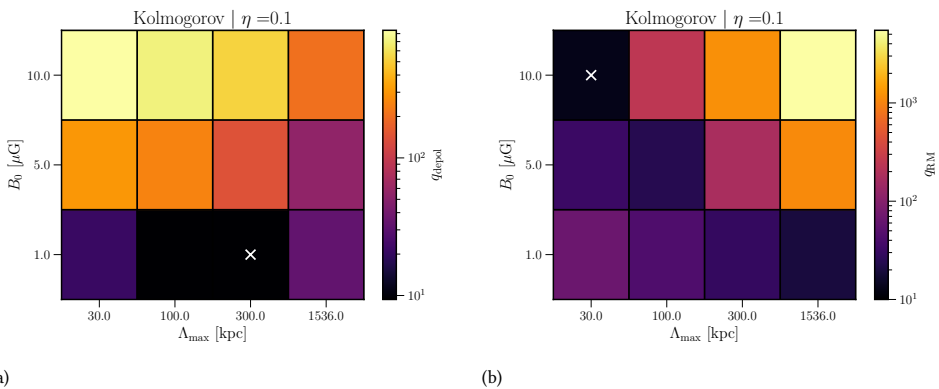 Kolmogorov | η =0.1
B₀ [μG]
10.0
5.0
1.0
30.0 100.0 300.0 1536.0
Λmax [kpc]
10²
10¹
qdepol
a)
Kolmogorov | η =0.1
B₀ [μG]
10.0
5.0
1.0
30.0 100.0 300.0 1536.0
Λmax [kpc]
10³
10²
10¹
qRM
(b)